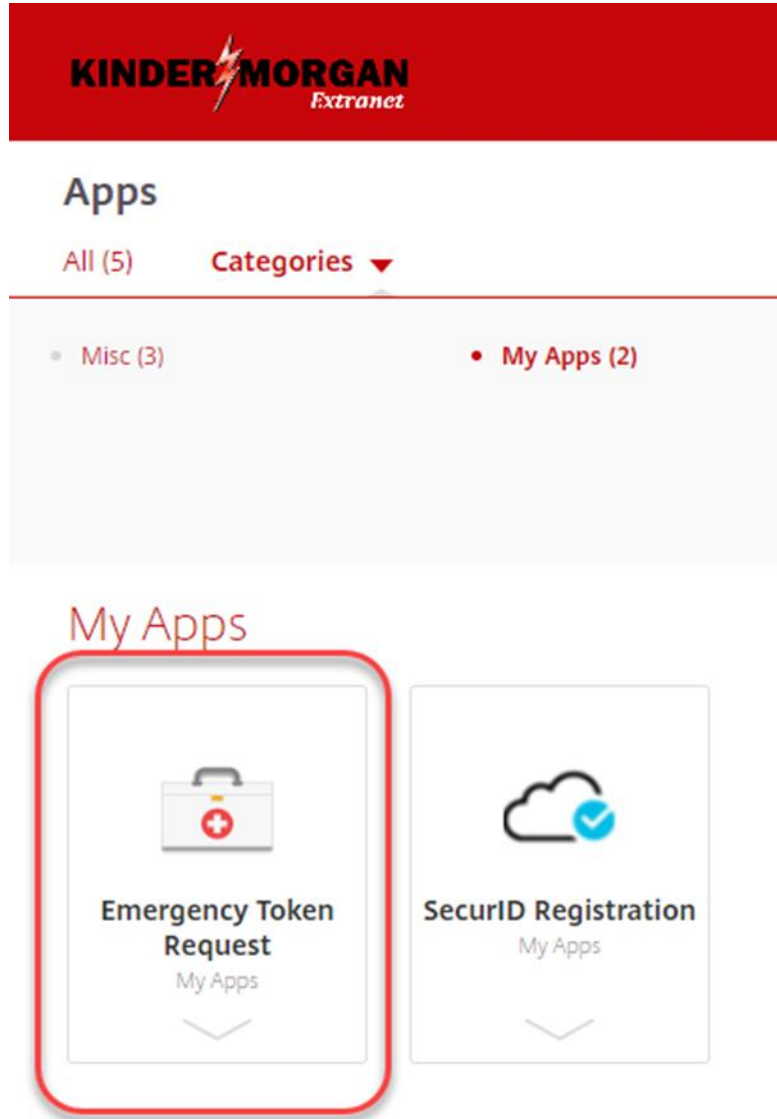 KINDER MORGAN
Extranet
Apps
All (5) Categories
Misc (3) My Apps (2)
My Apps
Emergency Token
Request
My Apps
SecurID Registration
My Apps